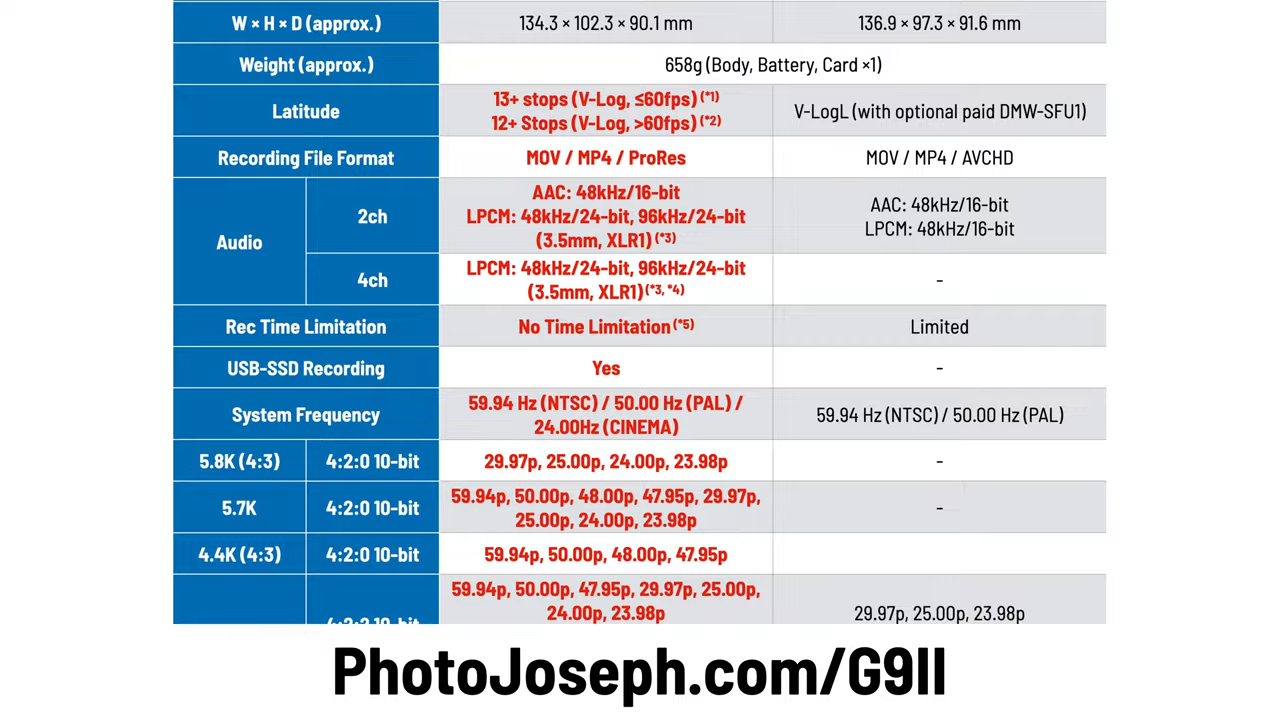 W × H × D (approx.)
134.3 × 102.3 × 90.1 mm
136.9 × 97.3 × 91.6 mm
Weight (approx.)
658g (Body, Battery, Card ×1)
Latitude
13+ stops (V-Log, ≤60fps) (*1)
12+ Stops (V-Log, >60fps) (*2)
V-LogL (with optional paid DMW-SFU1)
Recording File Format
MOV / MP4 / ProRes
MOV / MP4 / AVCHD
Audio
2ch
AAC: 48kHz/16-bit
LPCM: 48kHz/24-bit, 96kHz/24-bit
(3.5mm, XLR1) (*3)
AAC: 48kHz/16-bit
LPCM: 48kHz/16-bit
4ch
LPCM: 48kHz/24-bit, 96kHz/24-bit
(3.5mm, XLR1) (*3, *4)
-
Rec Time Limitation
No Time Limitation (*5)
Limited
USB-SSD Recording
Yes
-
System Frequency
59.94 Hz (NTSC) / 50.00 Hz (PAL) /
24.00Hz (CINEMA)
59.94 Hz (NTSC) / 50.00 Hz (PAL)
5.8K (4:3)
4:2:0 10-bit
29.97p, 25.00p, 24.00p, 23.98p
-
5.7K
4:2:0 10-bit
59.94p, 50.00p, 48.00p, 47.95p, 29.97p,
25.00p, 24.00p, 23.98p
-
4.4K (4:3)
4:2:0 10-bit
59.94p, 50.00p, 48.00p, 47.95p
4:2:2 10-bit
59.94p, 50.00p, 47.95p, 29.97p, 25.00p,
24.00p, 23.98p
29.97p, 25.00p, 23.98p
PhotoJoseph.com/G9II